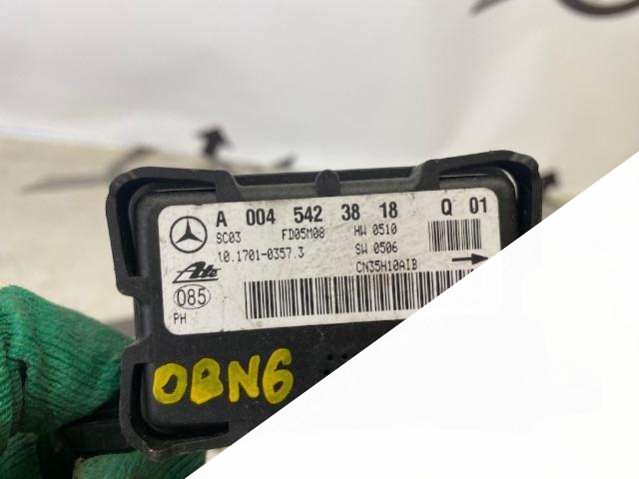 A 004 542 38 18 Q 01
SC03 FD05M08 HW 0510
10.1701-0357.3 SW 0506
Ate CN35H10AIB
085
PH
OBN6